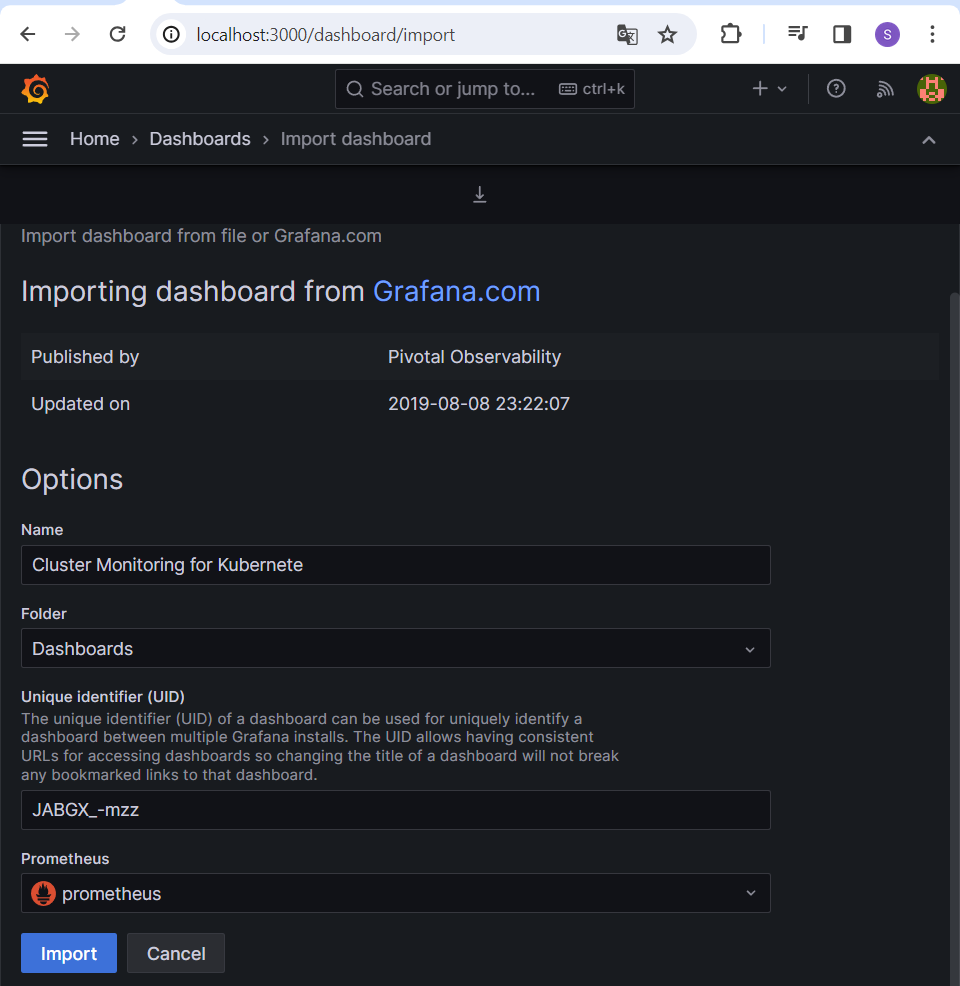 localhost:3000/dashboard/import
S
Search or jump to... ctrl+k
Home › Dashboards › Import dashboard
Import dashboard from file or Grafana.com
Importing dashboard from Grafana.com
Published by Pivotal Observability
Updated on 2019-08-08 23:22:07
Options
Name
Cluster Monitoring for Kubernete
Folder
Dashboards
Unique identifier (UID)
The unique identifier (UID) of a dashboard can be used for uniquely identify a
dashboard between multiple Grafana installs. The UID allows having consistent
URLs for accessing dashboards so changing the title of a dashboard will not break
any bookmarked links to that dashboard.
JABGX_-mzz
Prometheus
prometheus
Import Cancel